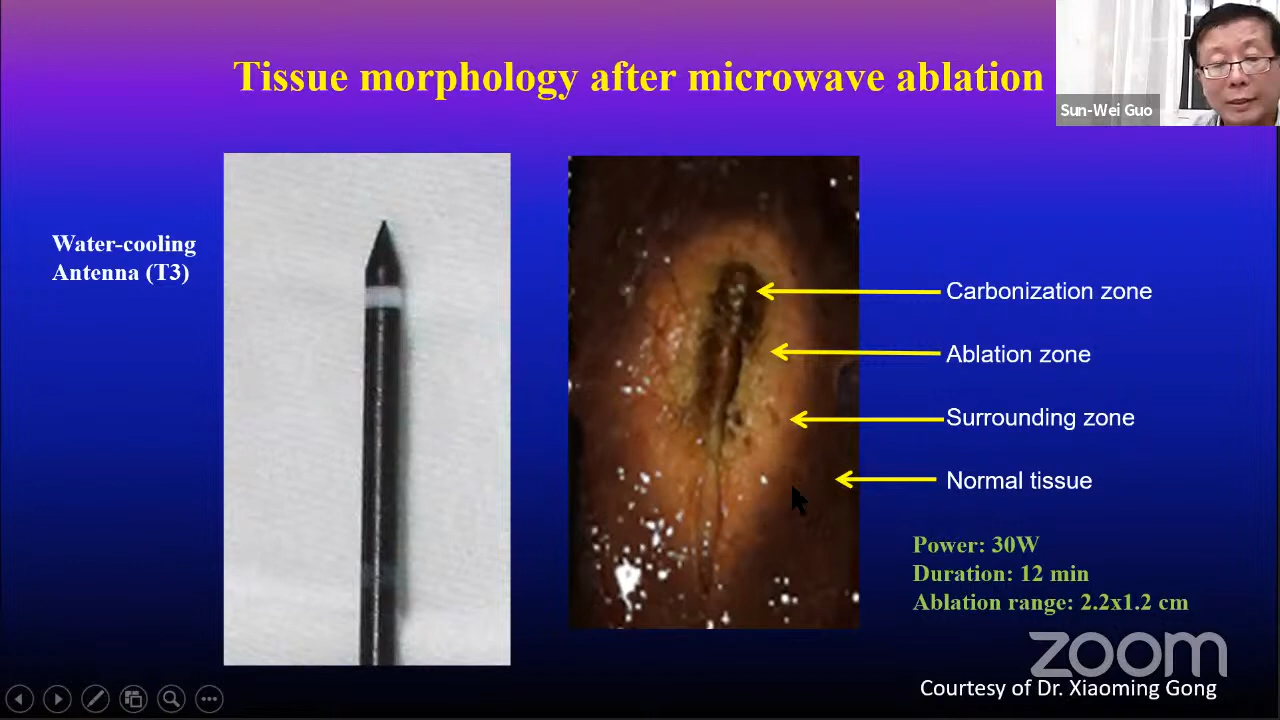 Tissue morphology after microwave ablation
Sun-Wei Guo
Water-cooling
Antenna (T3)
Carbonization zone
Ablation zone
Surrounding zone
Normal tissue
Power: 30W
Duration: 12 min
Ablation range: 2.2x1.2 cm
zoom
Courtesy of Dr. Xiaoming Gong